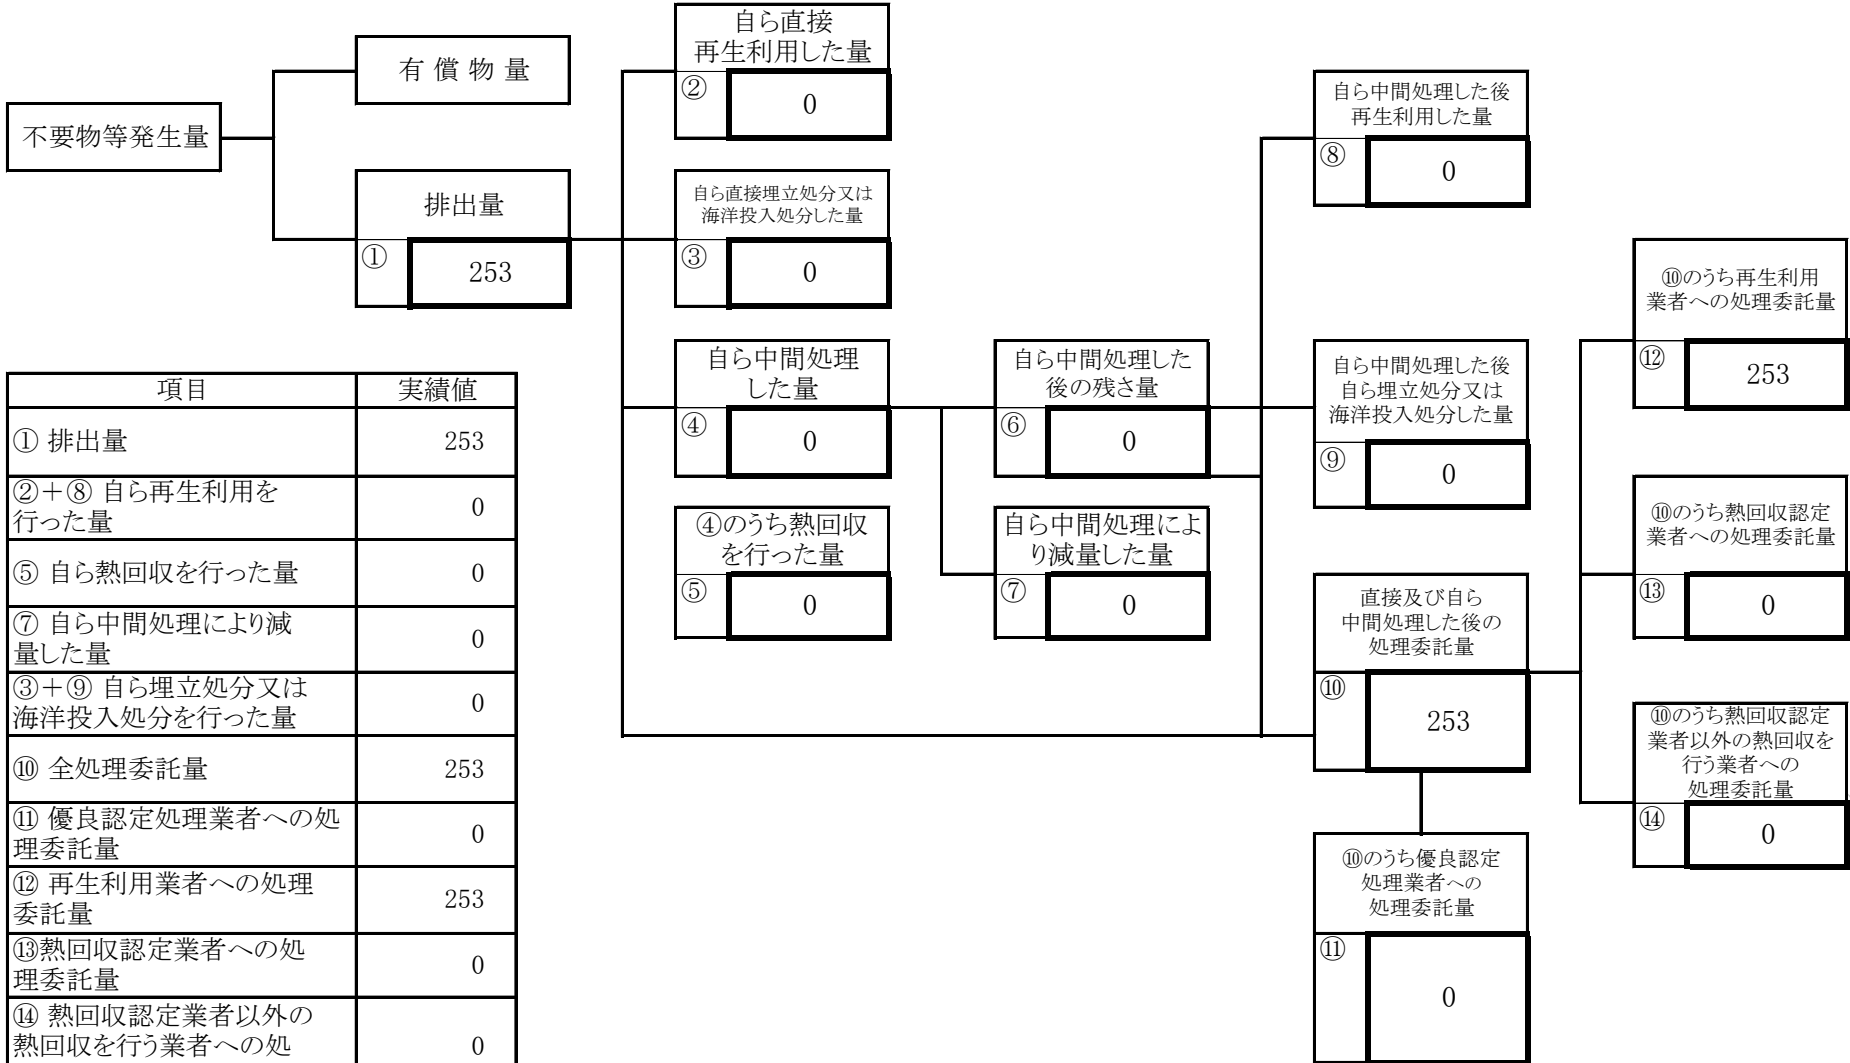 不要物等発生量
有 償 物 量
排出量
①
253
自ら直接
再生利用した量
②
0
自ら直接埋立処分又は
海洋投入処分した量
③
0
自ら中間処理
した量
④
0
④のうち熱回収
を行った量
⑤
0
自ら中間処理した
後の残さ量
⑥
0
自ら中間処理によ
り減量した量
⑦
0
自ら中間処理した後
再生利用した量
⑧
0
自ら中間処理した後
自ら埋立処分又は
海洋投入処分した量
⑨
0
直接及び自ら
中間処理した後の
処理委託量
⑩
253
⑩のうち優良認定
処理業者への
処理委託量
⑪
0
⑩のうち再生利用
業者への処理委託量
⑫
253
⑩のうち熱回収認定
業者への処理委託量
⑬
0
⑩のうち熱回収認定
業者以外の熱回収を
行う業者への
処理委託量
⑭
0
項目 実績値
① 排出量 253
②+⑧ 自ら再生利用を
行った量 0
⑤ 自ら熱回収を行った量 0
⑦ 自ら中間処理により減
量した量 0
③+⑨ 自ら埋立処分又は
海洋投入処分を行った量 0
⑩ 全処理委託量 253
⑪ 優良認定処理業者への処
理委託量 0
⑫ 再生利用業者への処理
委託量 253
⑬熱回収認定業者への処
理委託量 0
⑭ 熱回収認定業者以外の
熱回収を行う業者への処 0